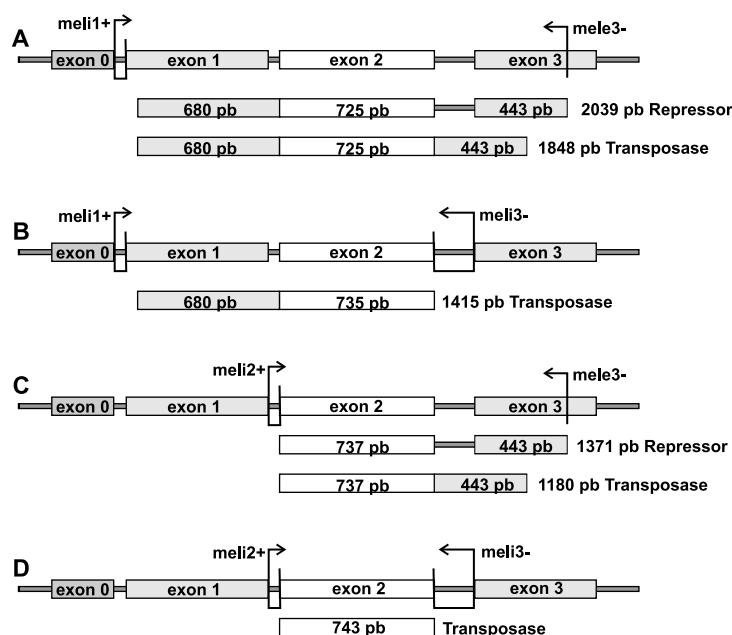 A
meli1+
mele3-
exon 0 exon 1 exon 2 exon 3
680 pb 725 pb 443 pb 2039 pb Repressor
680 pb 725 pb 443 pb 1848 pb Transposase
B
meli1+
meli3-
exon 0 exon 1 exon 2 exon 3
680 pb 735 pb 1415 pb Transposase
C
meli2+
mele3-
exon 0 exon 1 exon 2 exon 3
737 pb 443 pb 1371 pb Repressor
737 pb 443 pb 1180 pb Transposase
D
meli2+
meli3-
exon 0 exon 1 exon 2 exon 3
743 pb Transposase